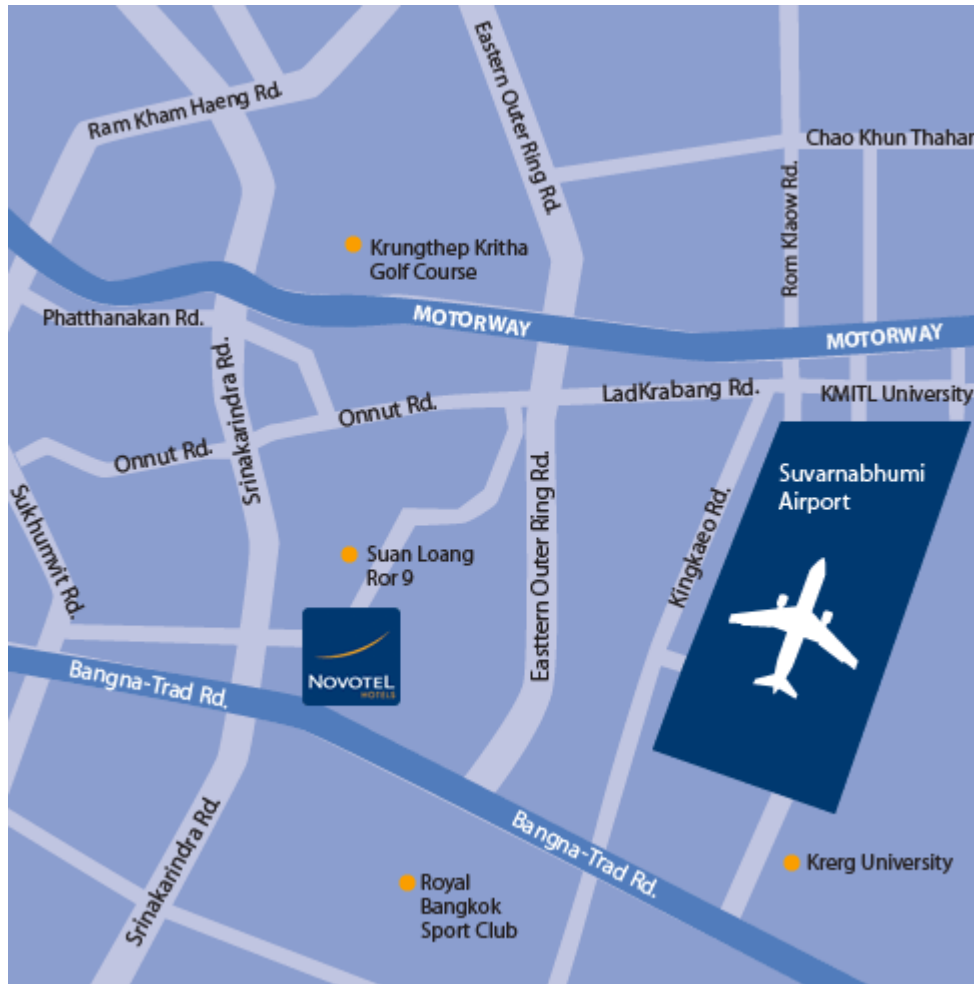 Ram Kham Haeng Rd.
Eastern Outer Ring Rd.
Chao Khun Thahar
Rom Klaow Rd.
Krungthep Kritha
Golf Course
MOTORWAY
MOTORWAY
Phatthanakan Rd.
Srinakarindra Rd.
LadKrabang Rd.
KMITL University
Onnut Rd.
Onnut Rd.
Sukhumvit Rd.
Suvarnabhumi
Airport
Easttern Outer Ring Rd.
Kingkaeo Rd.
Suan Loang
Ror 9
NOVOTEL
HOTELS
Bangna-Trad Rd.
Bangna-Trad Rd.
Srinakarindra Rd.
Krerg University
Royal
Bangkok
Sport Club